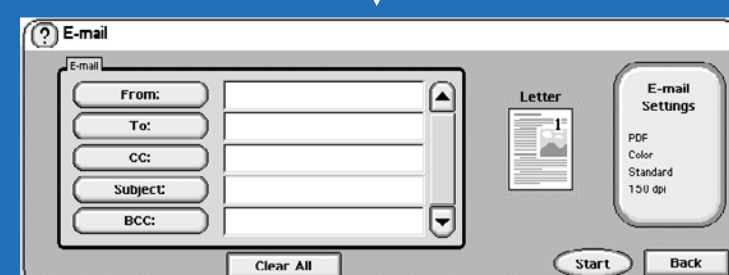 ? E-mail
E-mail
From:
To:
CC:
Subject:
BCC:
Clear All
Letter
1
E-mail
Settings
PDF
Color
Standard
150 dpi
Start
Back